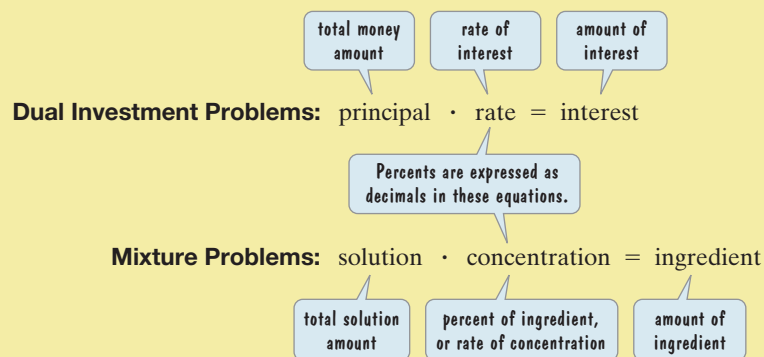 total money amount
rate of interest
amount of interest
Dual Investment Problems: principal · rate = interest
Percents are expressed as
decimals in these equations.
Mixture Problems: solution · concentration = ingredient
total solution
amount
percent of ingredient,
or rate of concentration
amount of
ingredient